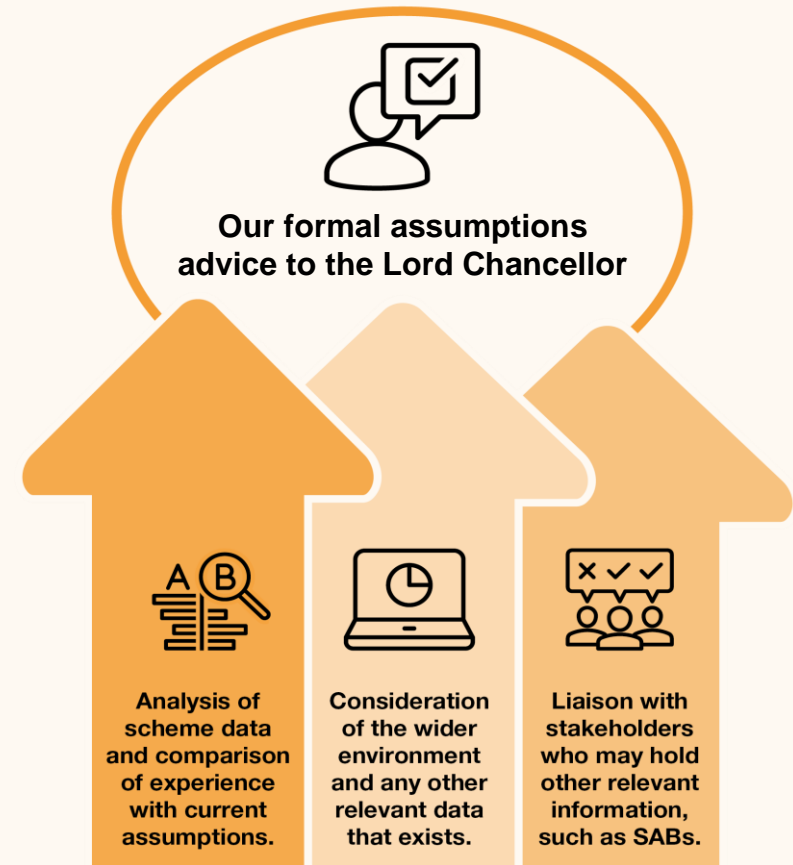 Our formal assumptions
advice to the Lord Chancellor
A B
Analysis of
scheme data
and comparison
of experience
with current
assumptions.
Consideration
of the wider
environment
and any other
relevant data
that exists.
Liaison with
stakeholders
who may hold
other relevant
information,
such as SABs.